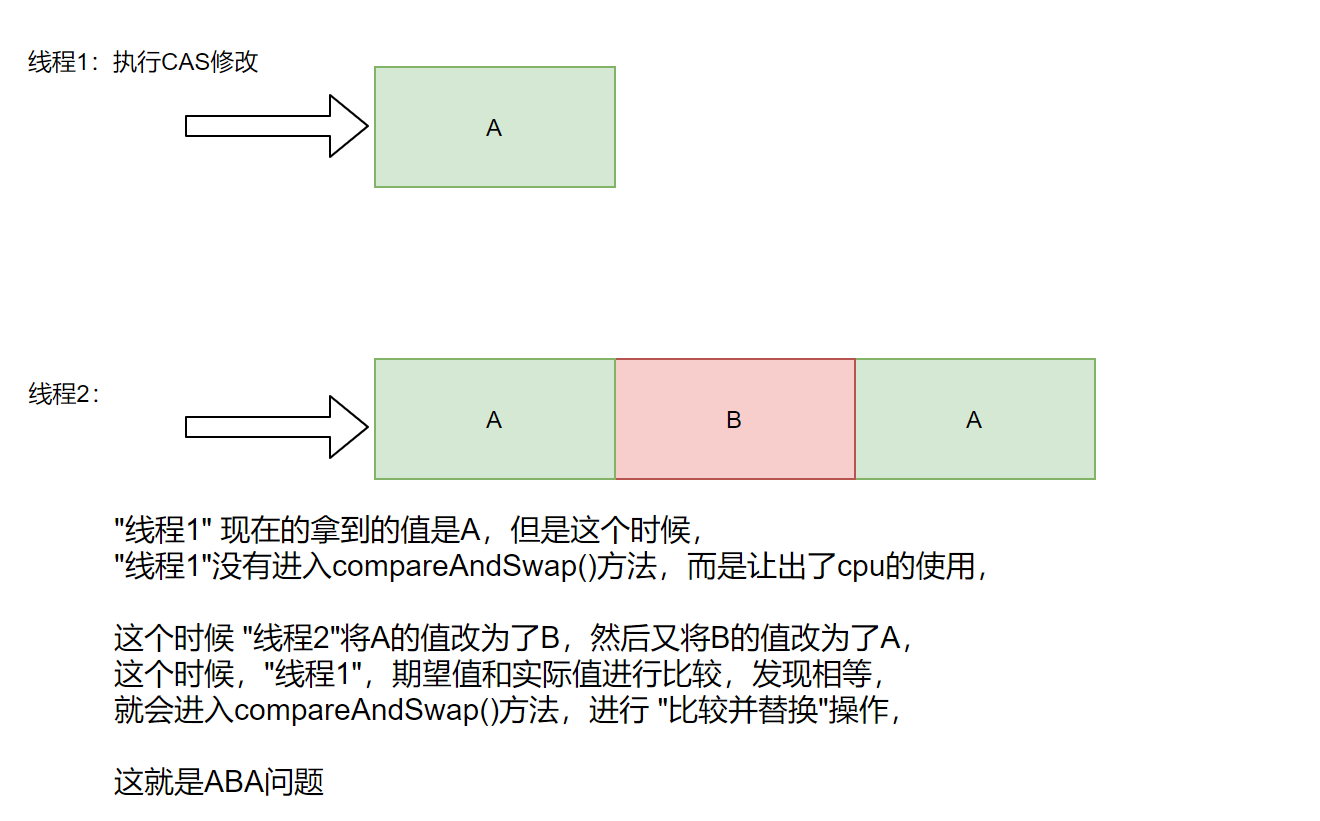 线程1：执行CAS修改
A
线程2：
A
B
A
"线程1" 现在的拿到的值是A，但是这个时候，
"线程1"没有进入compareAndSwap()方法，而是让出了cpu的使用，
这个时候 "线程2"将A的值改为了B，然后又将B的值改为了A，
这个时候，"线程1"，期望值和实际值进行比较，发现相等，
就会进入compareAndSwap()方法，进行 "比较并替换"操作，
这就是ABA问题